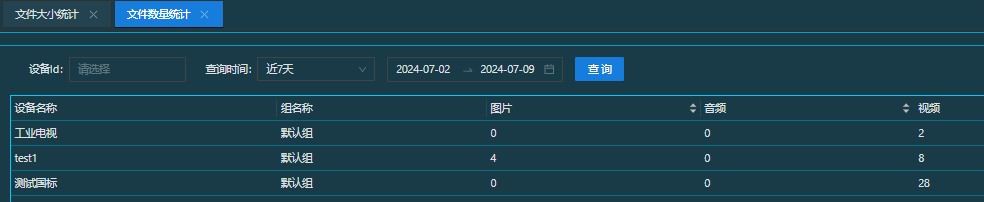 文件大小统计 文件数量统计
设备Id: 请选择 查询时间: 近7天 2024-07-02 → 2024-07-09 查 询
设备名称 组名称 图片 音频 视频
工业电视 默认组 0 0 2
test1 默认组 4 0 8
测试国标 默认组 0 0 28